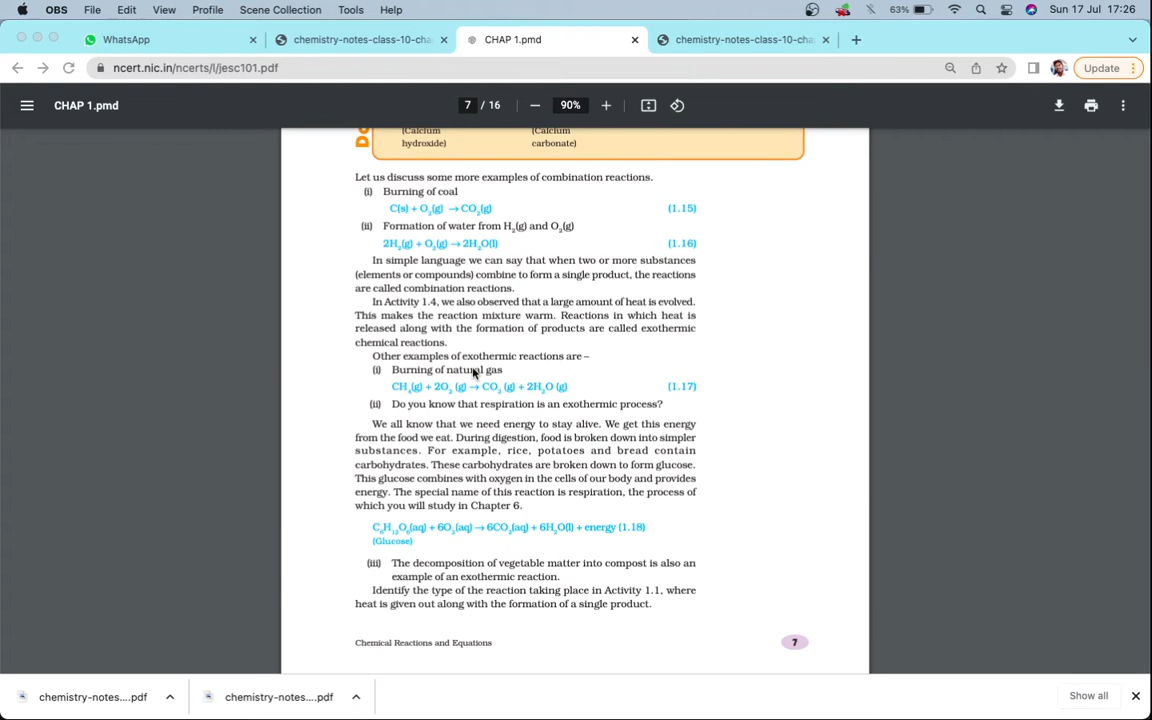 OBS File Edit View Profile Scene Collection Tools Help 63% Sun 17 Jul 17:26
WhatsApp chemistry-notes-class-10-cha CHAP 1.pmd chemistry-notes-class-10-cha
ncert.nic.in/ncerts/l/jesc101.pdf Update
CHAP 1.pmd 7 / 16 90%
(Calcium (Calcium
hydroxide) carbonate)
Let us discuss some more examples of combination reactions.
(i) Burning of coal
C(s) + O₂(g) → CO₂(g) (1.15)
(ii) Formation of water from H₂(g) and O₂(g)
2H₂(g) + O₂(g) → 2H₂O(l) (1.16)
In simple language we can say that when two or more substances
(elements or compounds) combine to form a single product, the reactions
are called combination reactions.
In Activity 1.4, we also observed that a large amount of heat is evolved.
This makes the reaction mixture warm. Reactions in which heat is
released along with the formation of products are called exothermic
chemical reactions.
Other examples of exothermic reactions are –
(i) Burning of natural gas
CH₄(g) + 2O₂ (g) → CO₂ (g) + 2H₂O (g) (1.17)
(ii) Do you know that respiration is an exothermic process?
We all know that we need energy to stay alive. We get this energy
from the food we eat. During digestion, food is broken down into simpler
substances. For example, rice, potatoes and bread contain
carbohydrates. These carbohydrates are broken down to form glucose.
This glucose combines with oxygen in the cells of our body and provides
energy. The special name of this reaction is respiration, the process of
which you will study in Chapter 6.
C₆H₁₂O₆(aq) + 6O₂(aq) → 6CO₂(aq) + 6H₂O(l) + energy (1.18)
(Glucose)
(iii) The decomposition of vegetable matter into compost is also an
example of an exothermic reaction.
Identify the type of the reaction taking place in Activity 1.1, where
heat is given out along with the formation of a single product.
Chemical Reactions and Equations 7
chemistry-notes....pdf chemistry-notes....pdf Show all